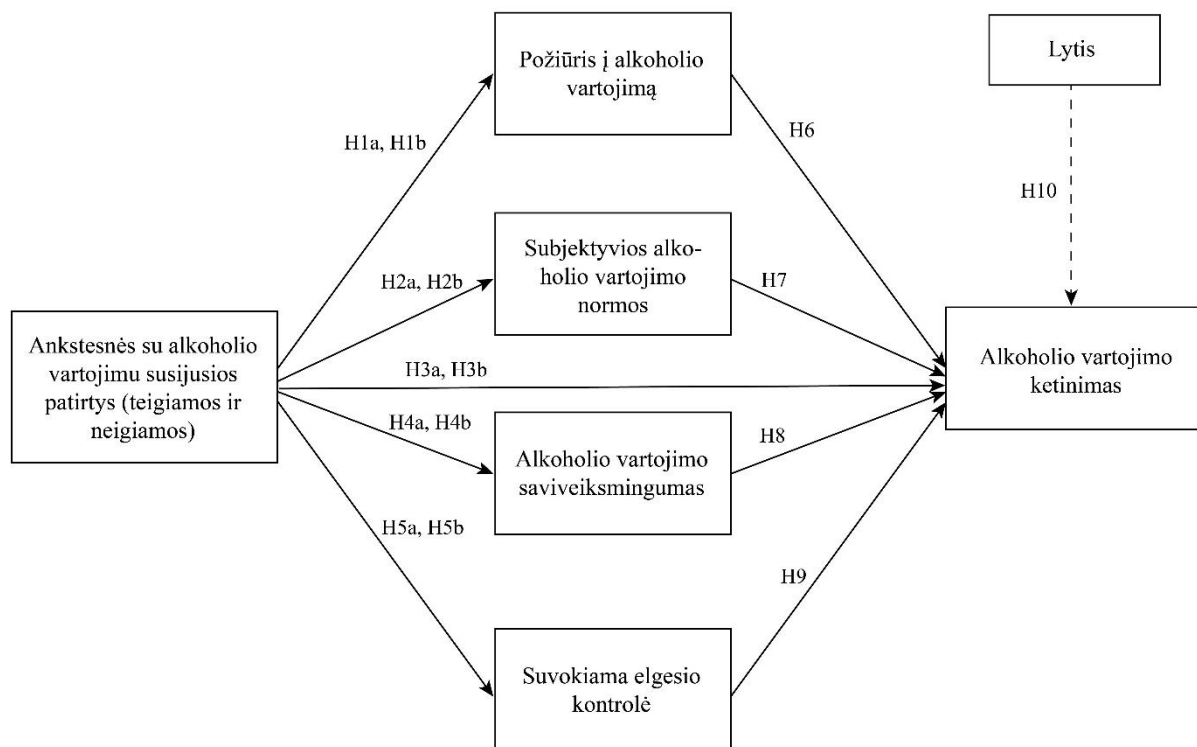 Požiūris į alkoholio
vartojimą
Lytis
H1a, H1b
H6
H10
Subjektyvios alko-
holio vartojimo
normos
H2a, H2b
H7
Ankstesnės su alkoholio
vartojimu susijusios
patirtys (teigiamos ir
neigiamos)
H3a, H3b
Alkoholio vartojimo
ketinimas
H4a, H4b
H8
Alkoholio vartojimo
saviveiksmingumas
H5a, H5b
H9
Suvokiama elgesio
kontrolė